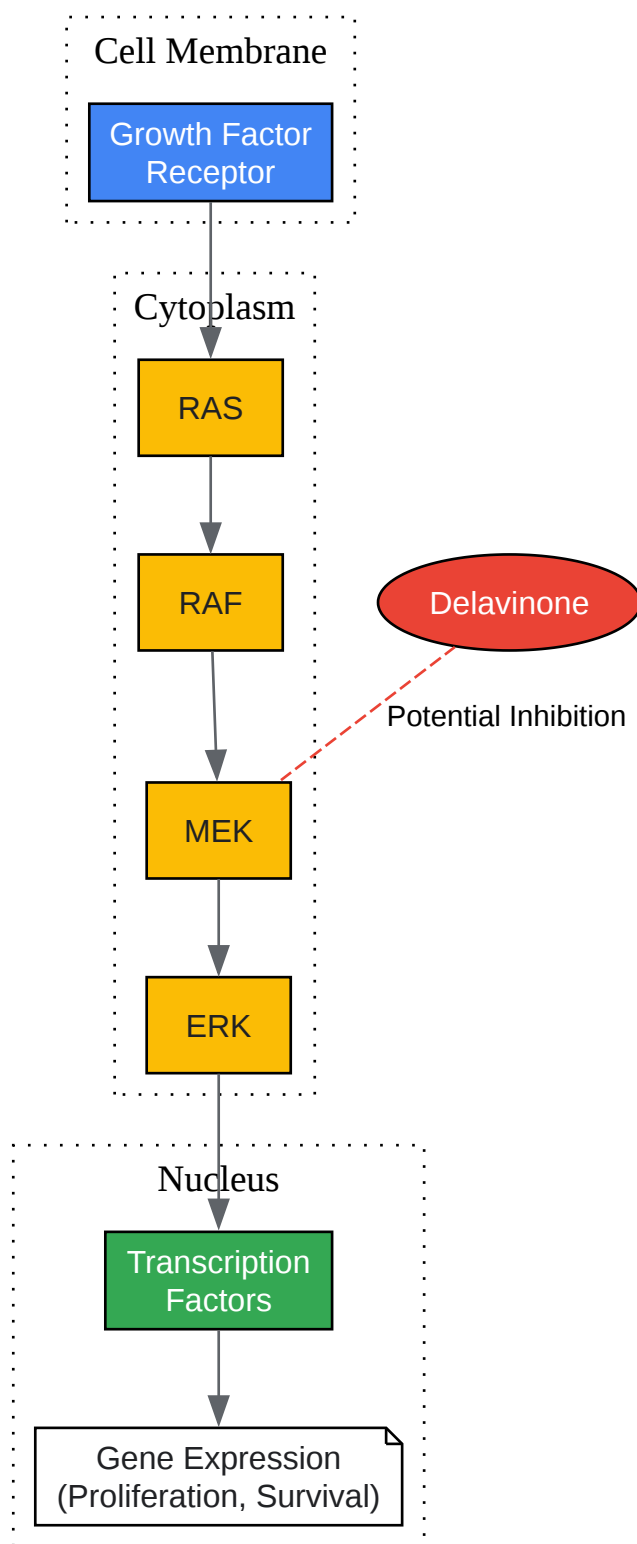 Cell Membrane
Growth Factor
Receptor
Cytoplasm
RAS
RAF
Delavinone
Potential Inhibition
MEK
ERK
Nucleus
Transcription
Factors
Gene Expression
(Proliferation, Survival)